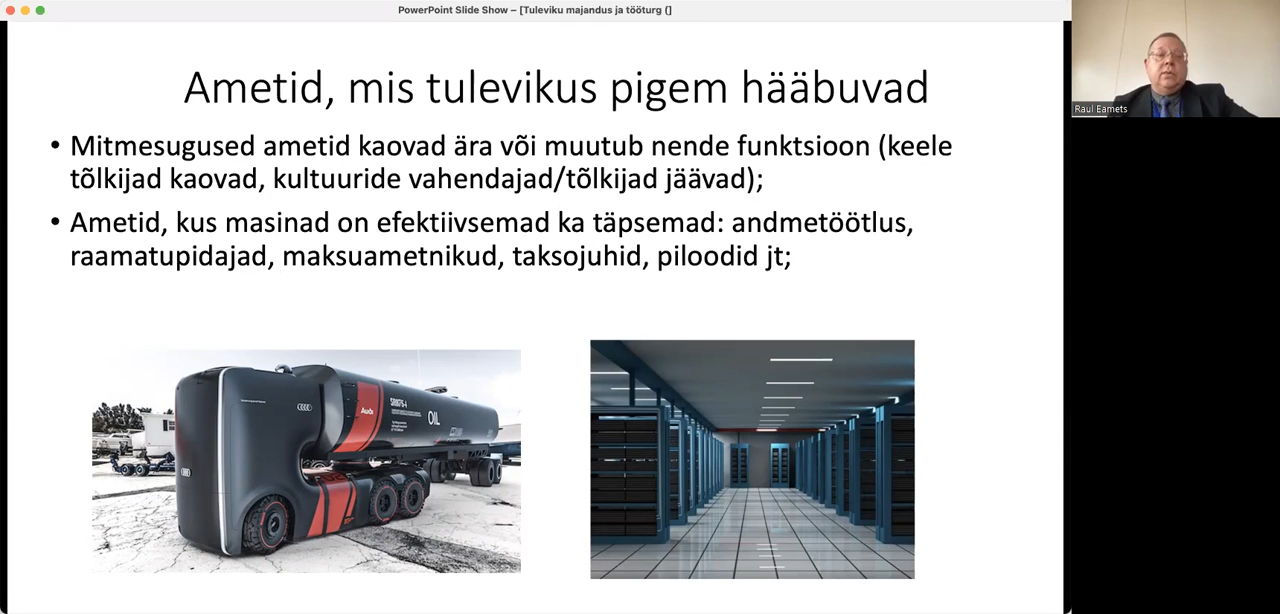 PowerPoint Slide Show – [Tuleviku majandus ja tööturg (]
Raul Eamets
Ametid, mis tulevikus pigem hääbuvad
• Mitmesugused ametid kaovad ära või muutub nende funktsioon (keele
tõlkijad kaovad, kultuuride vahendajad/tõlkijad jäävad);
• Ametid, kus masinad on efektiivsemad ka täpsemad: andmetöötlus,
raamatupidajad, maksuametnikud, taksojuhid, piloodid jt;
Audi
OIL